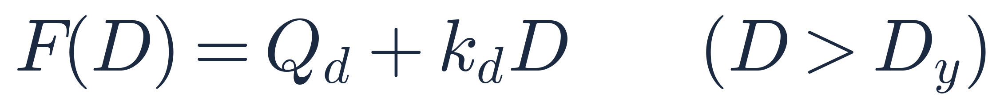 F(D) = Q_d + k_d D (D > D_y)